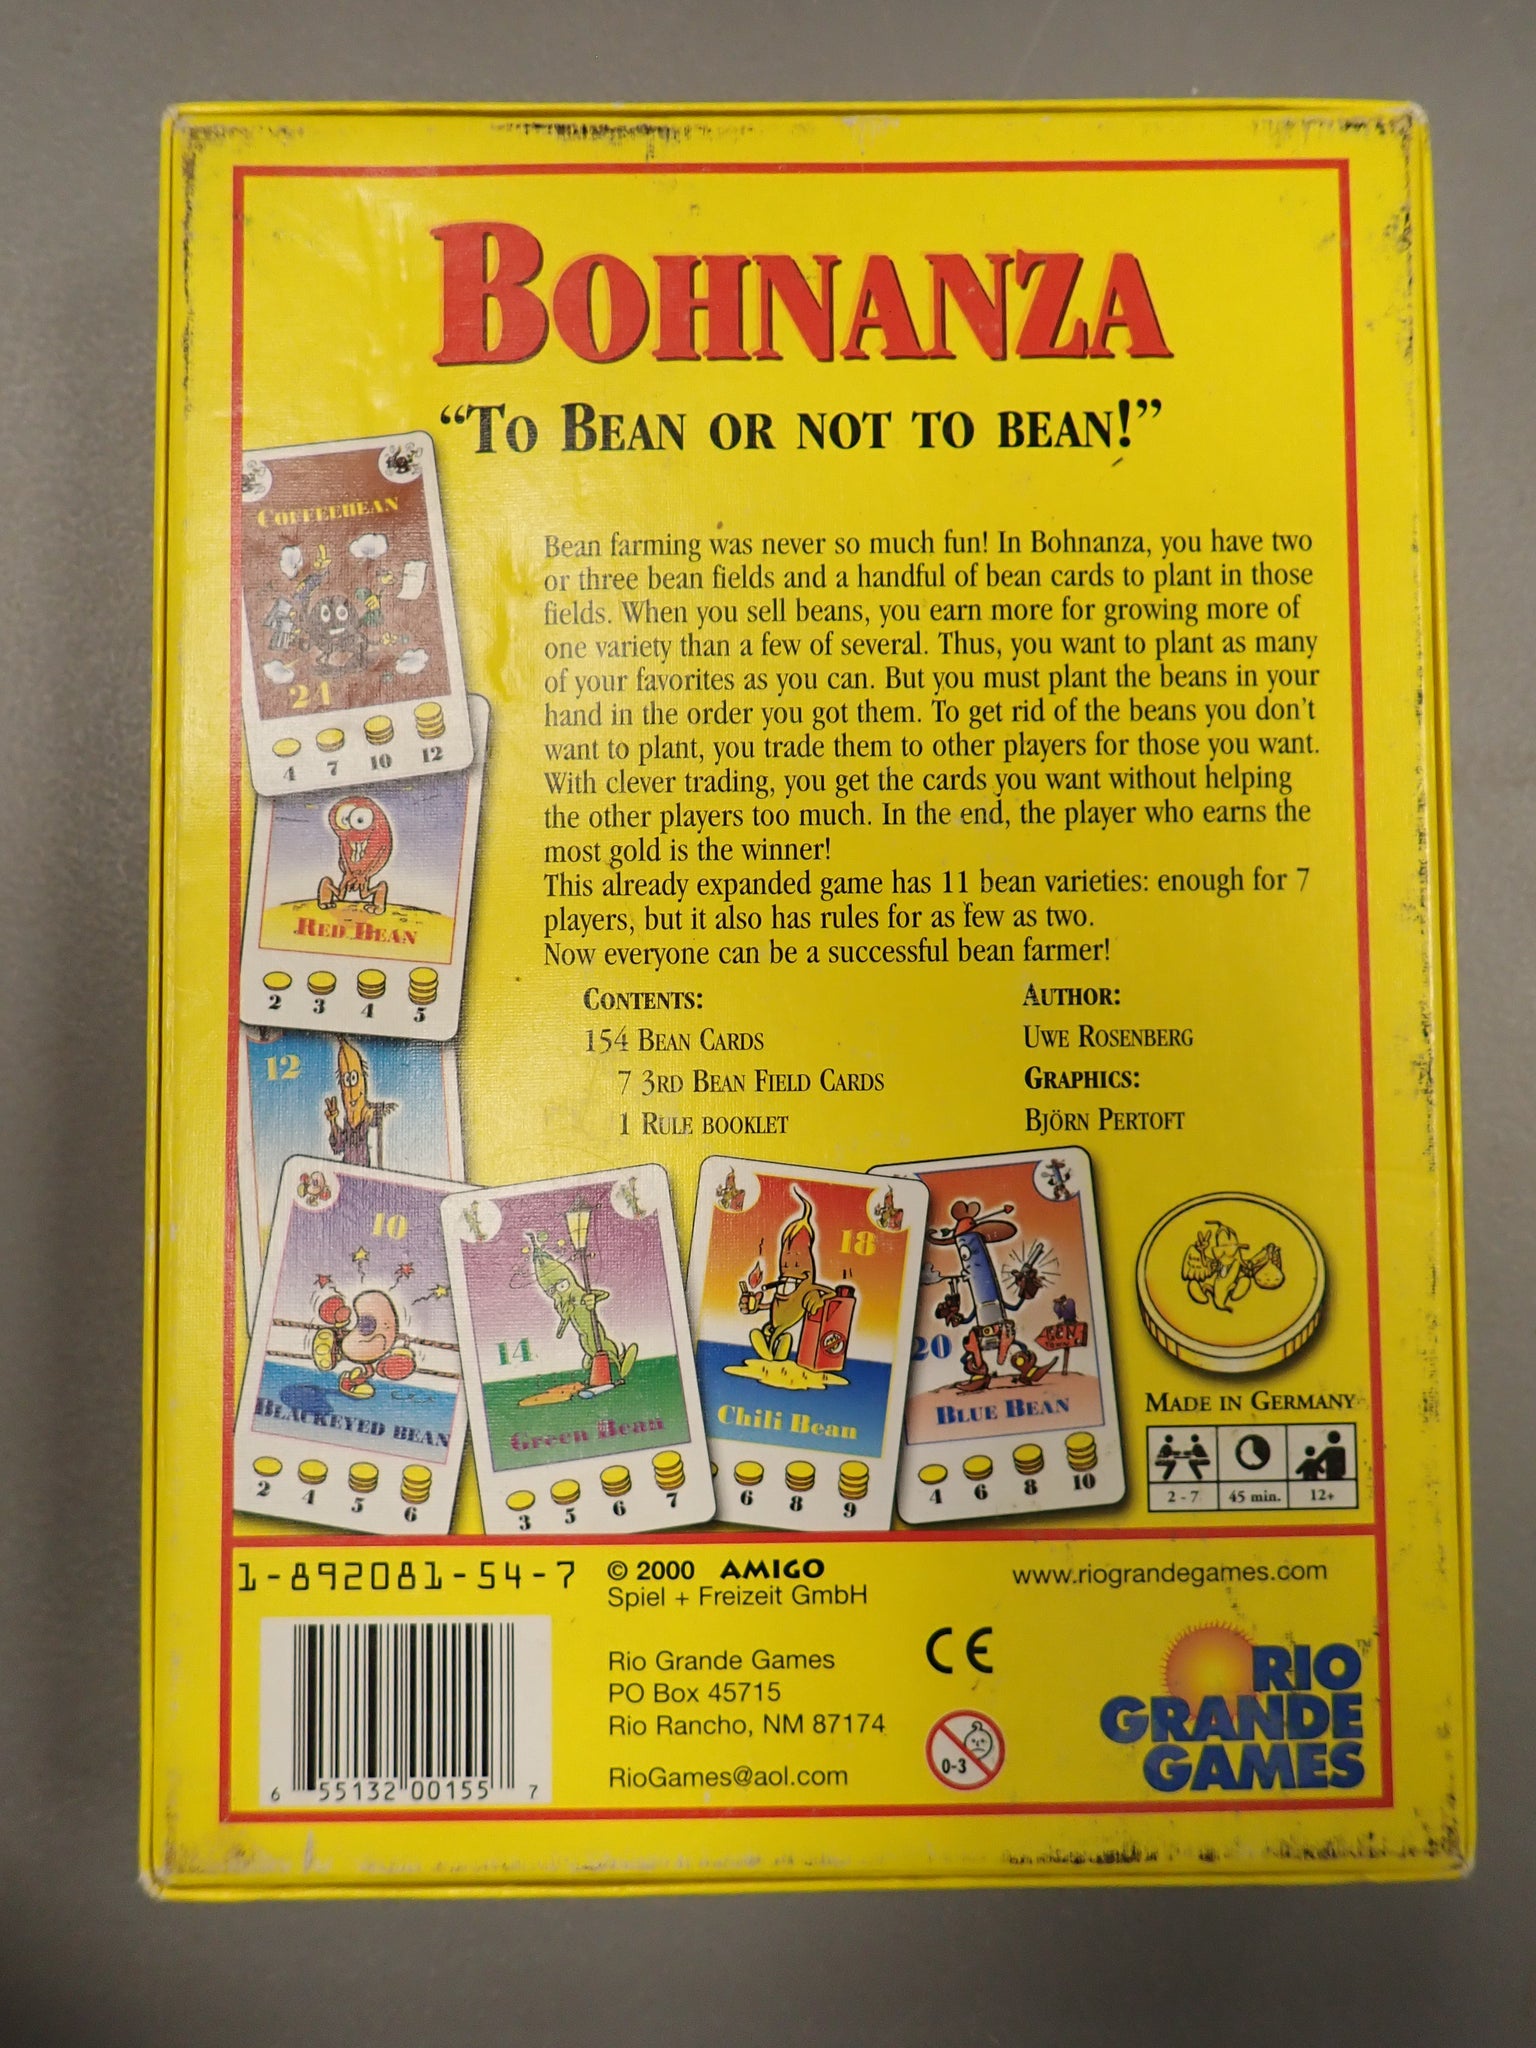 BOHNANZA
“TO BEAN OR NOT TO BEAN!”
COFFEEBEAN
24
4 7 10 12
Bean farming was never so much fun! In Bohnanza, you have two
or three bean fields and a handful of bean cards to plant in those
fields. When you sell beans, you earn more for growing more of
one variety than a few of several. Thus, you want to plant as many
of your favorites as you can. But you must plant the beans in your
hand in the order you got them. To get rid of the beans you don’t
want to plant, you trade them to other players for those you want.
With clever trading, you get the cards you want without helping
the other players too much. In the end, the player who earns the
most gold is the winner!
This already expanded game has 11 bean varieties: enough for 7
players, but it also has rules for as few as two.
Now everyone can be a successful bean farmer!
RED BEAN
2 3 4 5
CONTENTS:
154 BEAN CARDS
7 3RD BEAN FIELD CARDS
1 RULE BOOKLET
AUTHOR:
UWE ROSENBERG
GRAPHICS:
BJÖRN PERTOFT
12
10
BLACKEYED BEAN
2 4 5 6
14
Green Bean
3 5 6 7
18
Chili Bean
6 8 9
20
BLUE BEAN
4 6 8 10
MADE IN GERMANY
2 - 7 45 min. 12+
1-892081-54-7
6 55132 00155 7
© 2000 AMIGO
Spiel + Freizeit GmbH
Rio Grande Games
PO Box 45715
Rio Rancho, NM 87174
RioGames@aol.com
CE
0-3
www.riograndegames.com
RIO™
GRANDE
GAMES